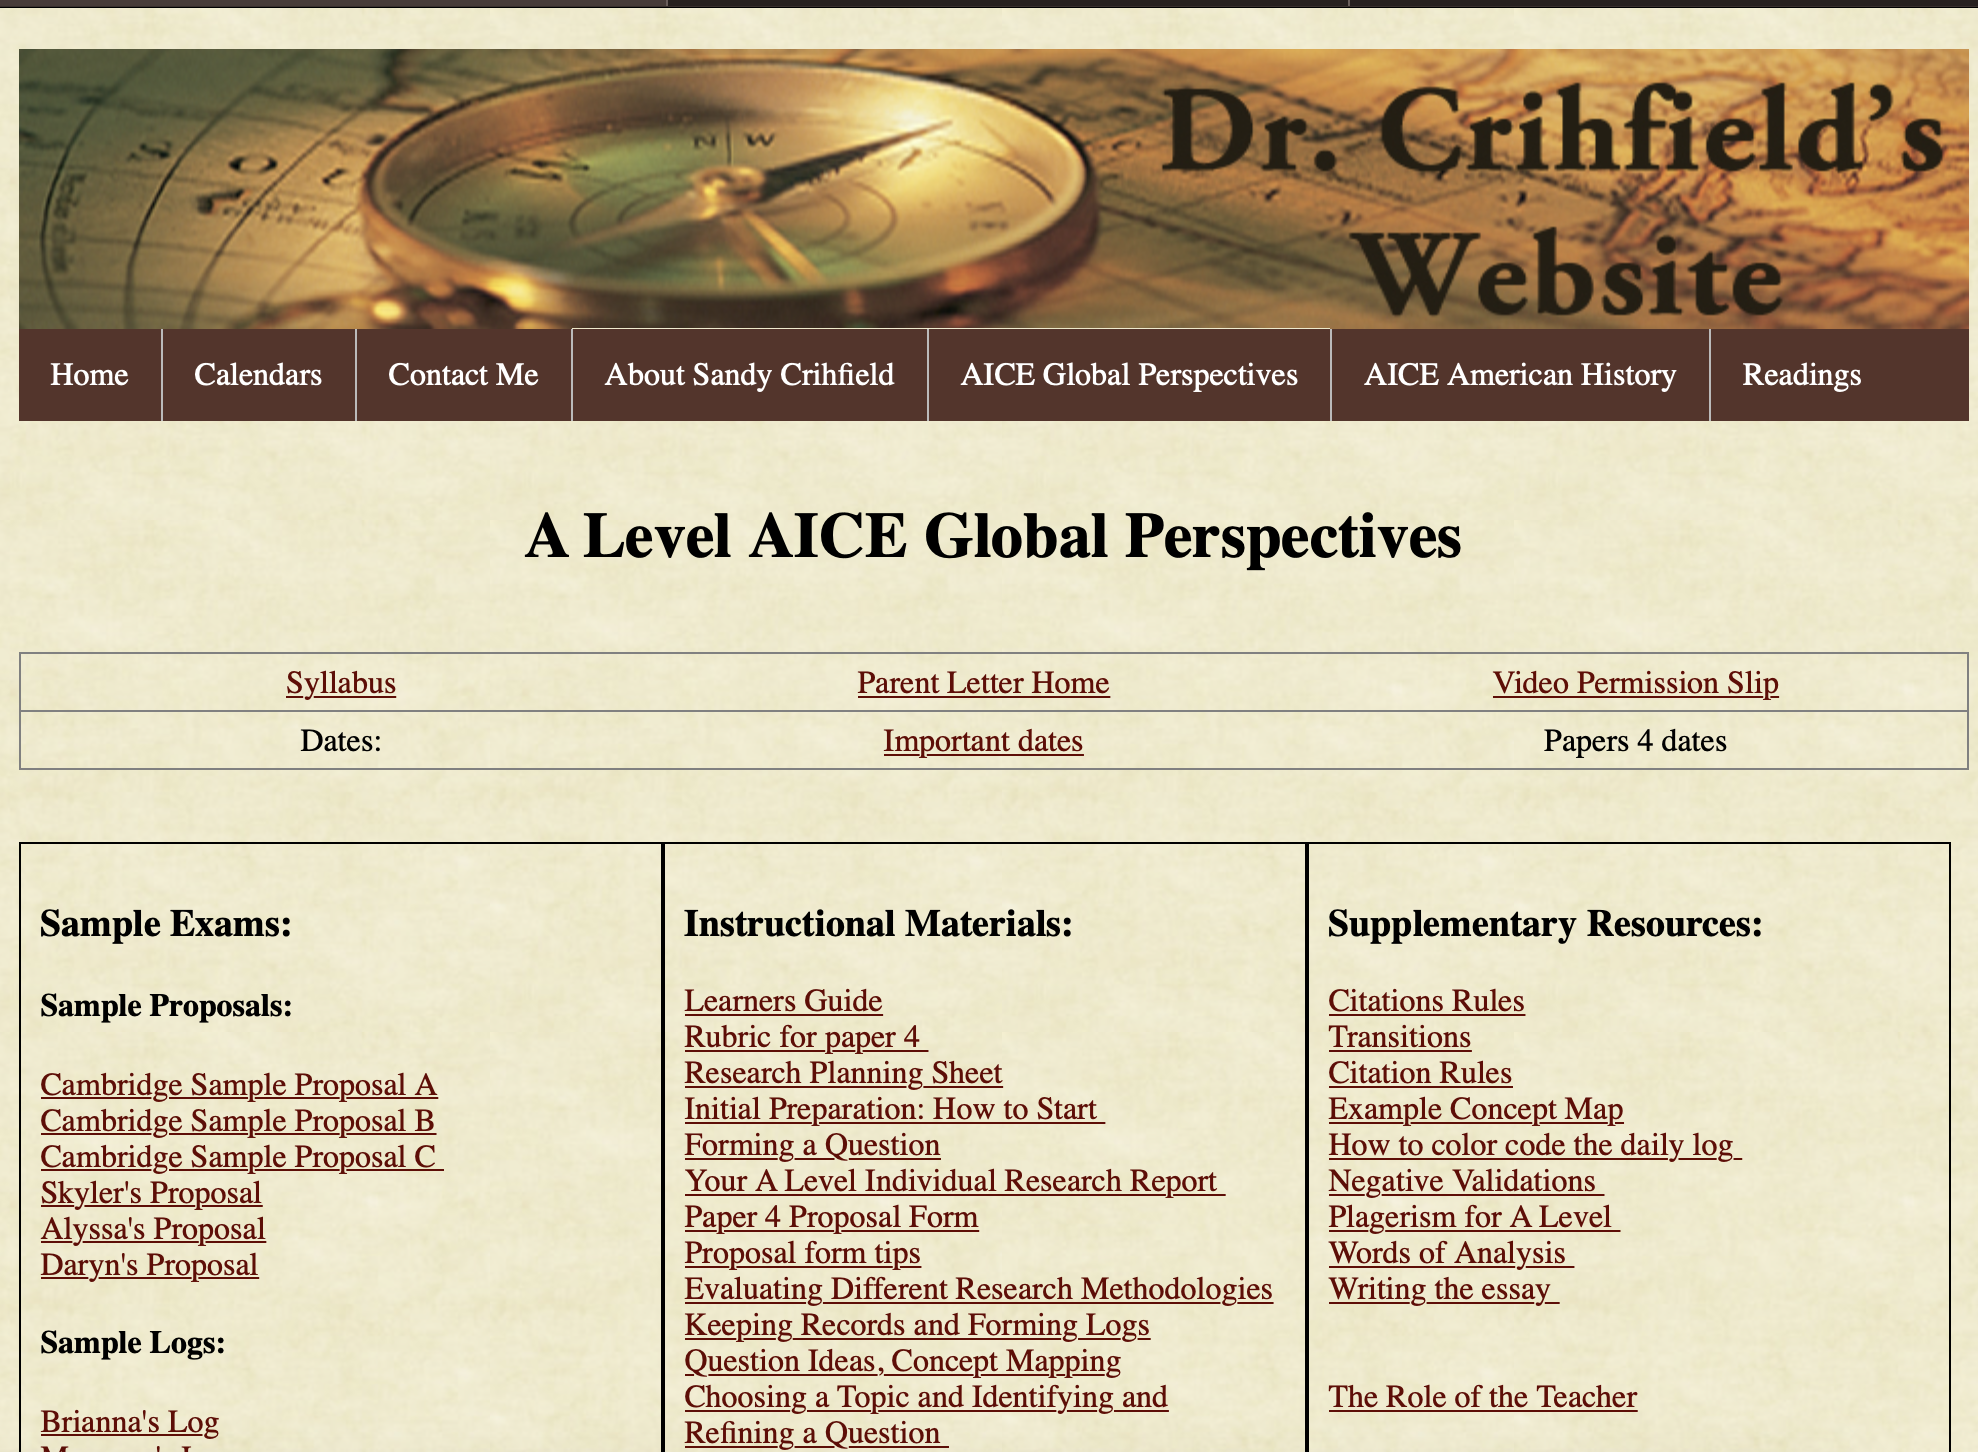 Dr. Crihfield's
Website
N W
Home Calendars Contact Me About Sandy Crihfield AICE Global Perspectives AICE American History Readings
A Level AICE Global Perspectives
Syllabus Parent Letter Home Video Permission Slip
Dates: Important dates Papers 4 dates
Sample Exams:
Sample Proposals:
Cambridge Sample Proposal A
Cambridge Sample Proposal B
Cambridge Sample Proposal C
Skyler's Proposal
Alyssa's Proposal
Daryn's Proposal
Sample Logs:
Brianna's Log
Instructional Materials:
Learners Guide
Rubric for paper 4
Research Planning Sheet
Initial Preparation: How to Start
Forming a Question
Your A Level Individual Research Report
Paper 4 Proposal Form
Proposal form tips
Evaluating Different Research Methodologies
Keeping Records and Forming Logs
Question Ideas, Concept Mapping
Choosing a Topic and Identifying and
Refining a Question
Supplementary Resources:
Citations Rules
Transitions
Citation Rules
Example Concept Map
How to color code the daily log
Negative Validations
Plagerism for A Level
Words of Analysis
Writing the essay
The Role of the Teacher